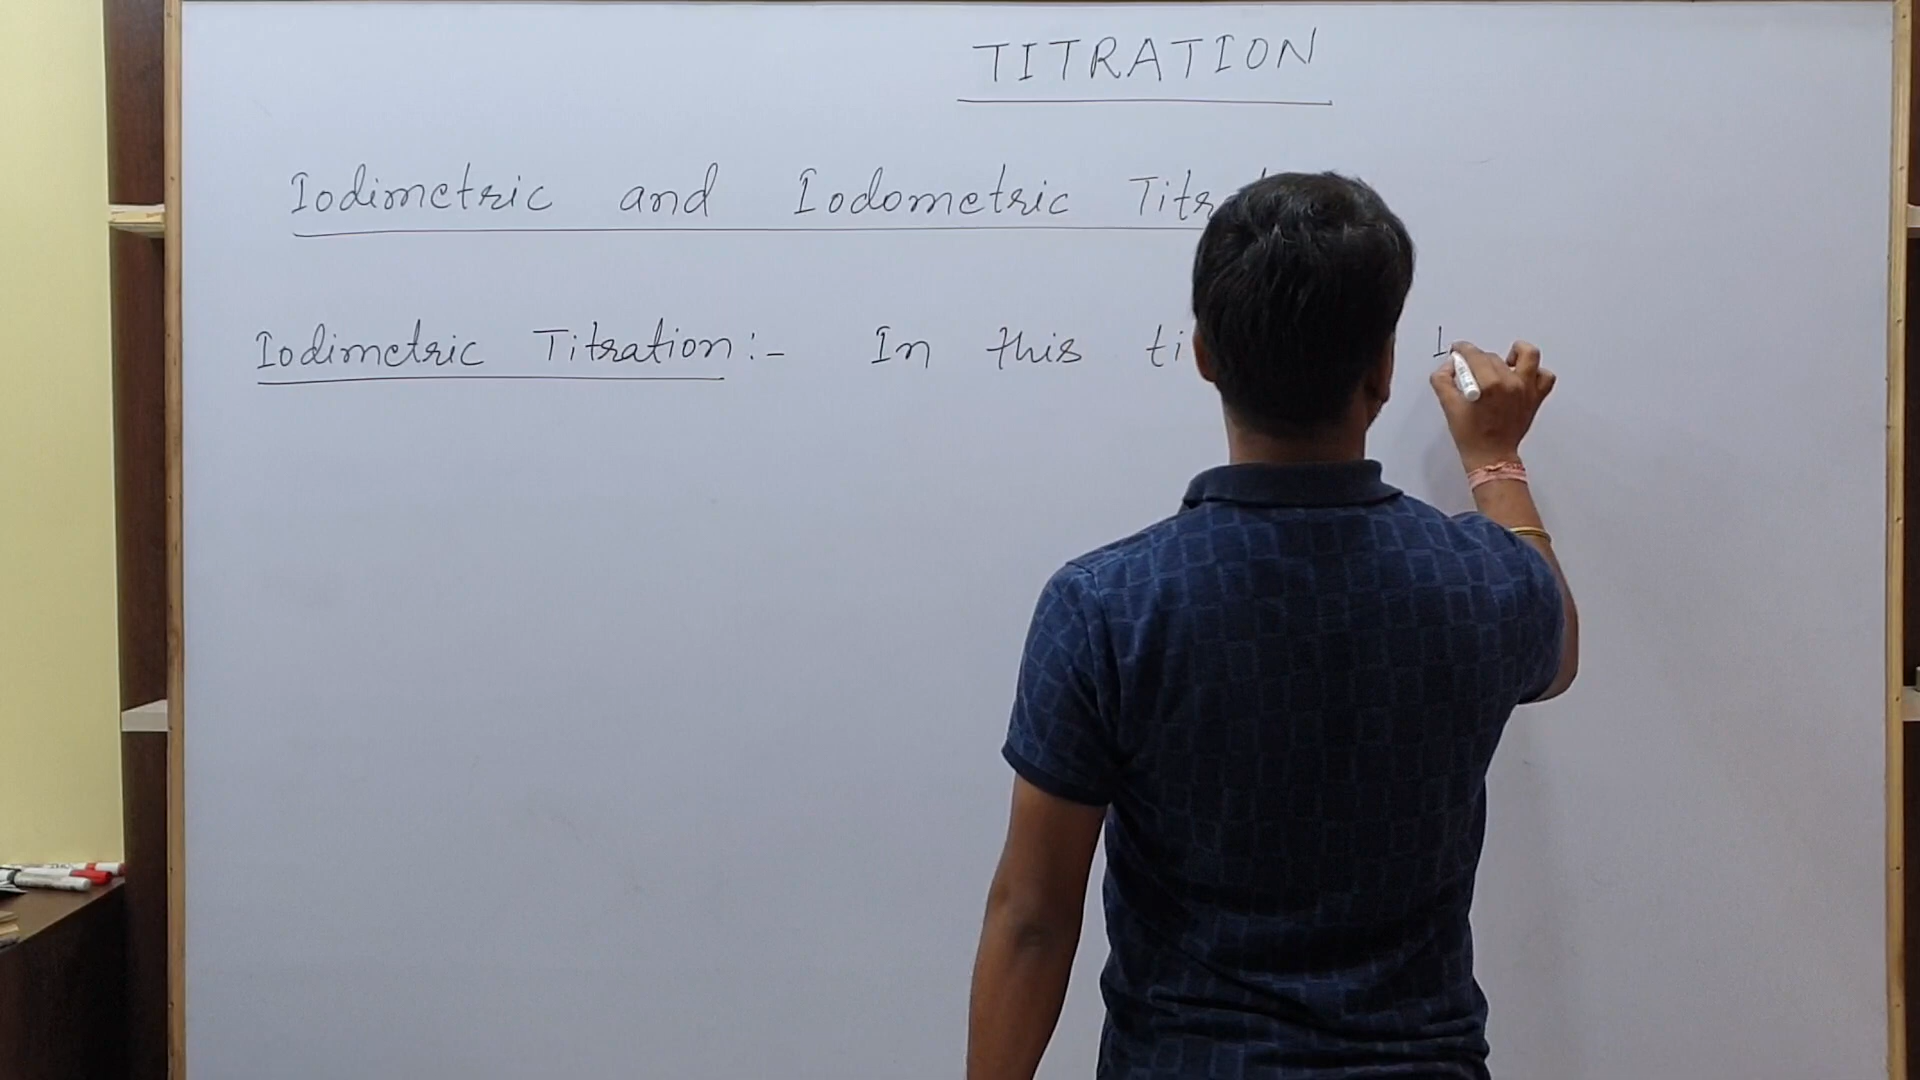 TITRATION
Iodimetric and Iodometric
Iodimetric Titration :- In this